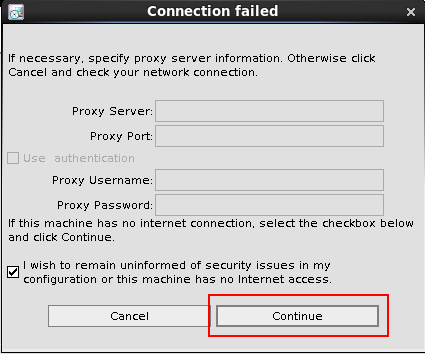 Connection failed
If necessary, specify proxy server information. Otherwise click
Cancel and check your network connection.
Proxy Server:
Proxy Port:
Use authentication
Proxy Username:
Proxy Password:
If this machine has no internet connection, select the checkbox below
and click Continue.
I wish to remain uninformed of security issues in my
configuration or this machine has no Internet access.
Cancel
Continue